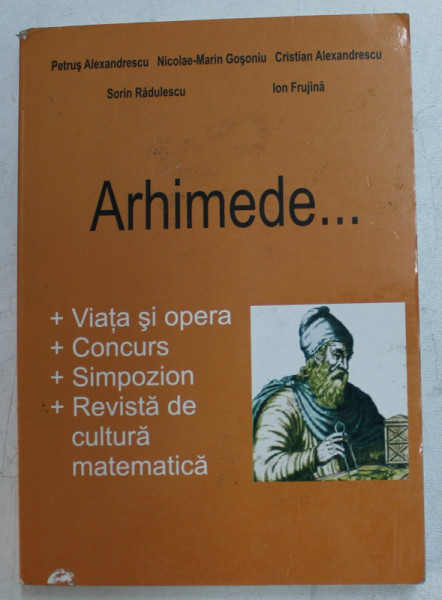 Petruş Alexandrescu Nicolae-Marin Goşoniu Cristian Alexandrescu
Sorin Rădulescu Ion Frujină
Arhimede...
+ Viaţa şi opera
+ Concurs
+ Simpozion
+ Revistă de
cultură
matematică